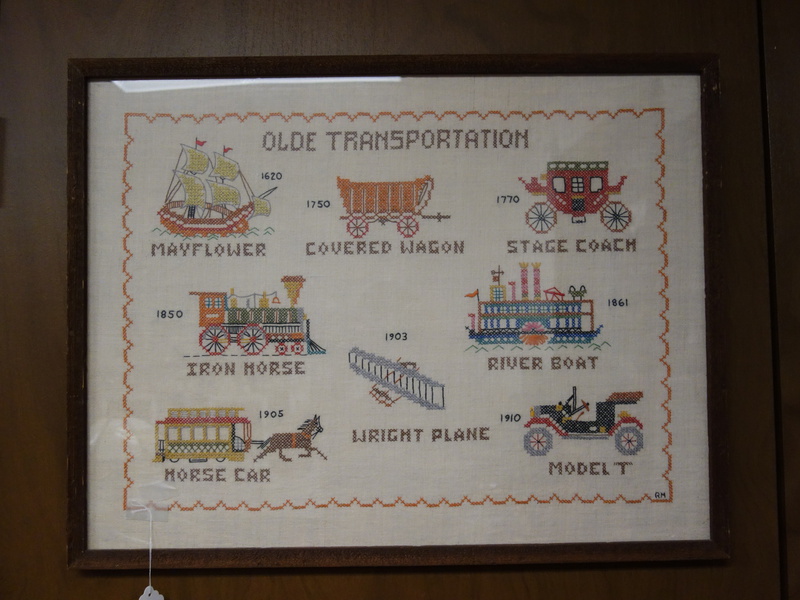 OLDE TRANSPORTATION
1620
MAYFLOWER
1750
COVERED WAGON
1770
STAGE COACH
1850
IRON HORSE
1903
WRIGHT PLANE
1861
RIVER BOAT
1905
HORSE CAR
1910
MODEL T
AM